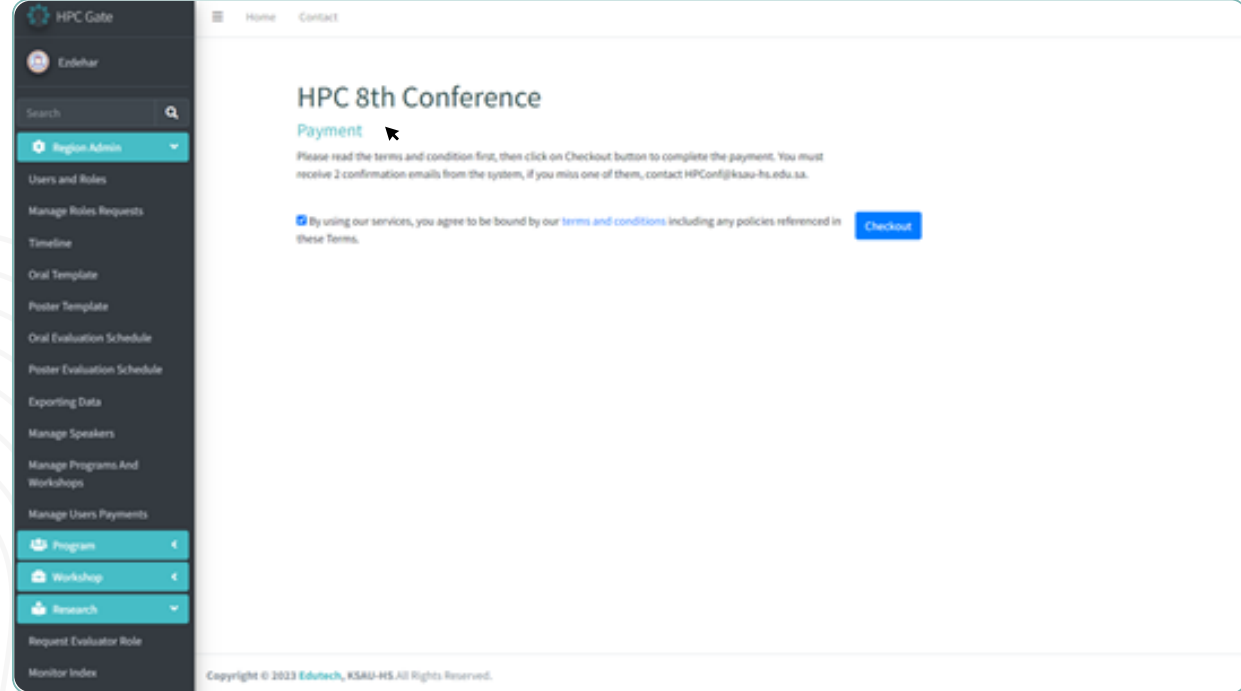 HPC Gate
Home
Contact
Ezdehar
Search
Region Admin
Users and Roles
Manage Roles Requests
Timeline
Oral Template
Poster Template
Oral Evaluation Schedule
Poster Evaluation Schedule
Exporting Data
Manage Speakers
Manage Programs And
Workshops
Manage Users Payments
Program
Workshop
Research
Request Evaluator Role
Monitor Index
HPC 8th Conference
Payment
Please read the terms and condition first, then click on Checkout button to complete the payment. You must
receive 2 confirmation emails from the system, if you miss one of them, contact HPConf@ksau-hs.edu.sa.
By using our services, you agree to be bound by our terms and conditions including any policies referenced in
these Terms.
Checkout
Copyright © 2023 Edutech, KSAU-HS.All Rights Reserved.